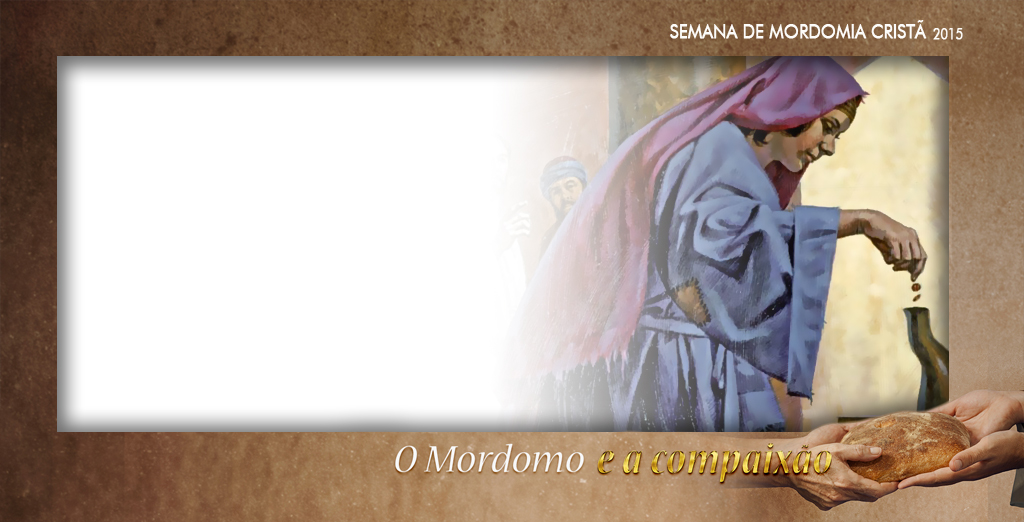 SEMANA DE MORDOMIA CRISTÃ 2015
O Mordomo e a compaixão